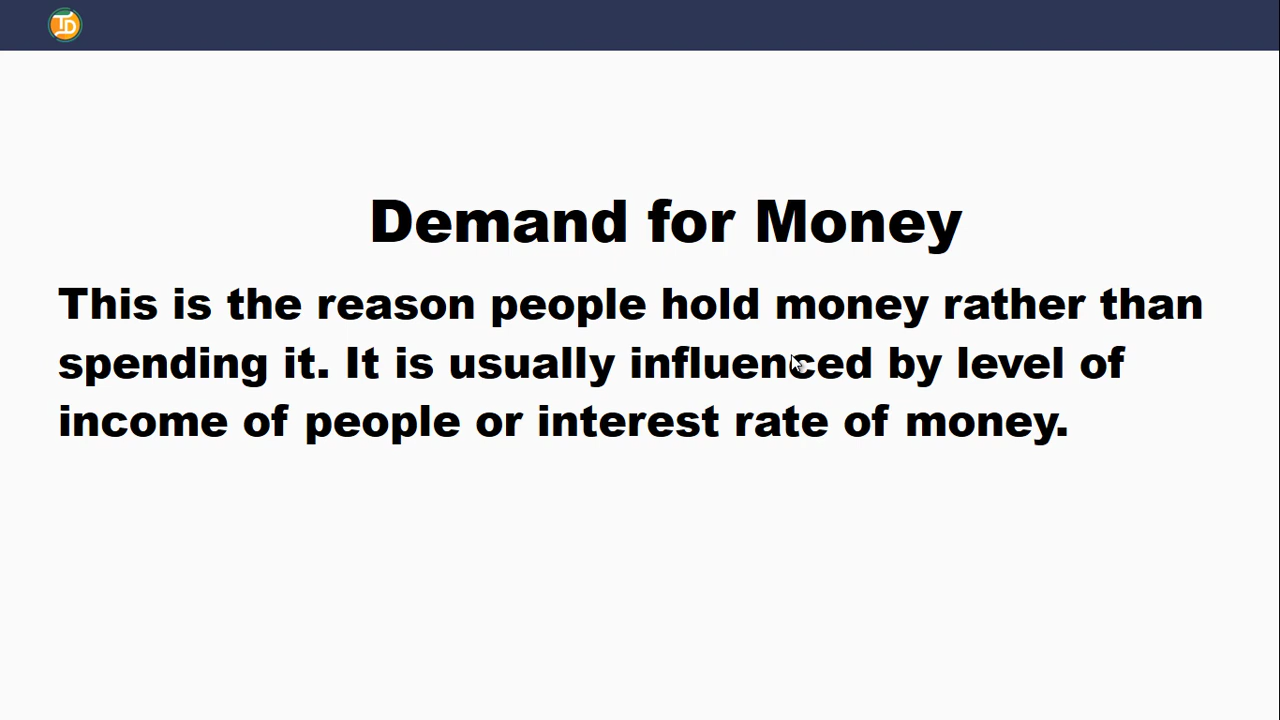 TD
Demand for Money
This is the reason people hold money rather than
spending it. It is usually influenced by level of
income of people or interest rate of money.